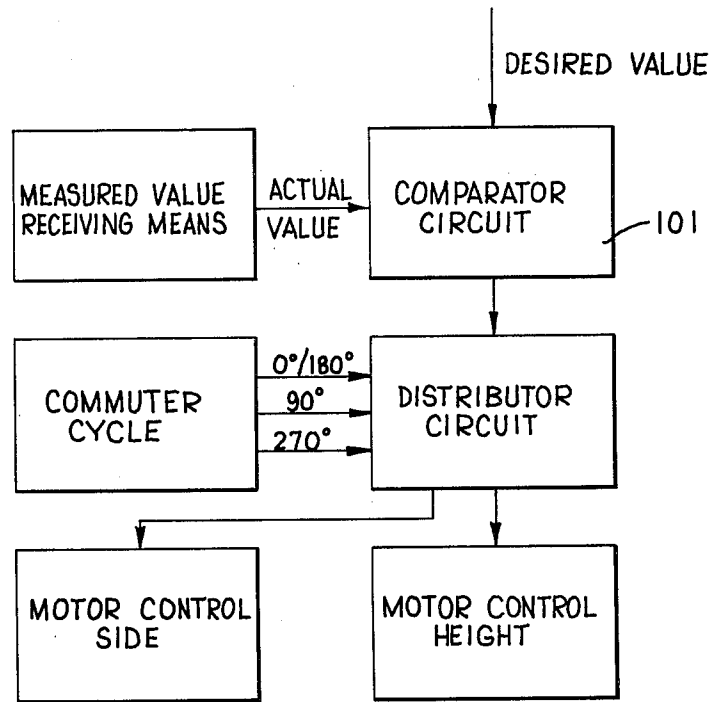 DESIRED VALUE
MEASURED VALUE
RECEIVING MEANS
ACTUAL
VALUE
COMPARATOR
CIRCUIT
101
COMMUTER
CYCLE
0°/180°
90°
270°
DISTRIBUTOR
CIRCUIT
MOTOR CONTROL
SIDE
MOTOR CONTROL
HEIGHT